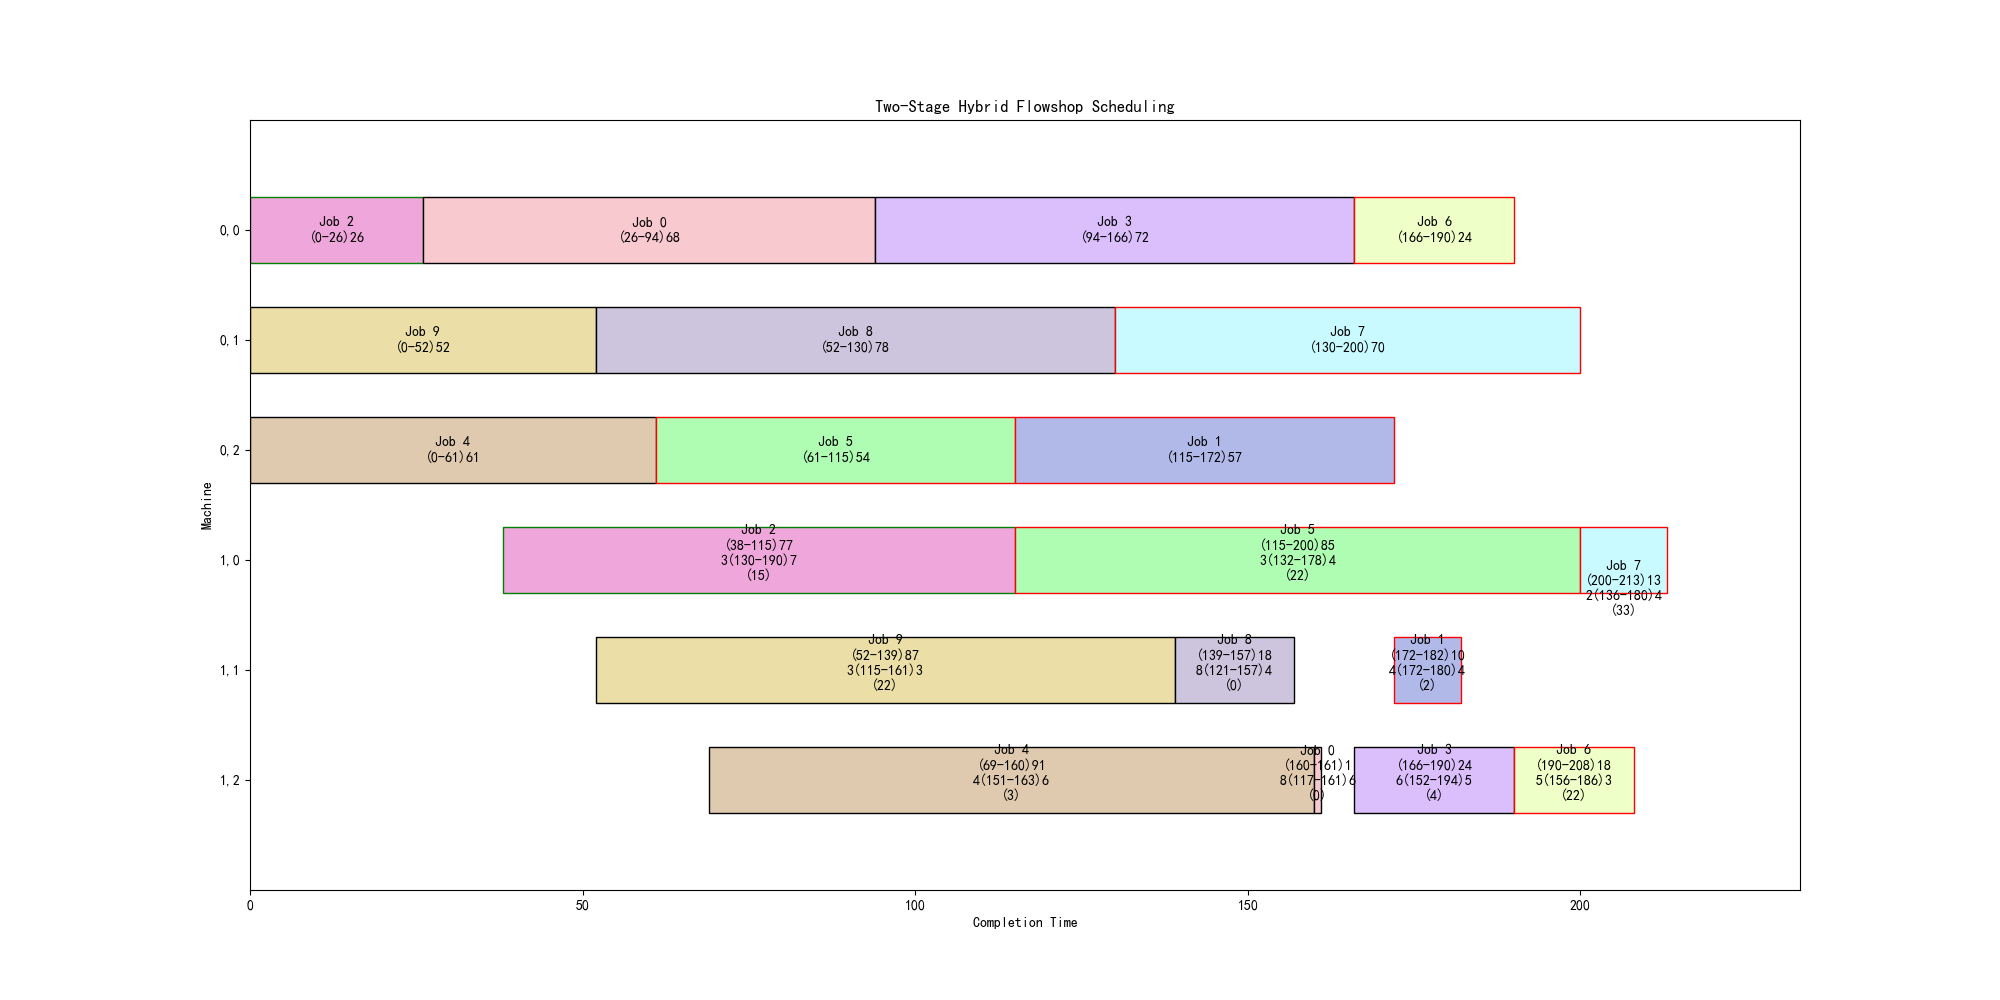 Two-Stage Hybrid Flowshop Scheduling
0,0
Job 2
(0-26)26
Job 0
(26-94)68
Job 3
(94-166)72
Job 6
(166-190)24
0,1
Job 9
(0-52)52
Job 8
(52-130)78
Job 7
(130-200)70
0,2
Job 4
(0-61)61
Job 5
(61-115)54
Job 1
(115-172)57
Machine
1,0
Job 2
(38-115)77
3(130-190)7
(15)
Job 5
(115-200)85
3(132-178)4
(22)
Job 7
(200-213)13
2(136-180)4
(33)
1,1
Job 9
(52-139)87
3(115-161)3
(22)
Job 8
(139-157)18
8(121-157)4
(0)
Job 1
(172-182)10
4(172-180)4
(2)
1,2
Job 4
(69-160)91
4(151-163)6
(3)
Job 0
(160-161)1
8(117-161)6
(0)
Job 3
(166-190)24
6(152-194)5
(4)
Job 6
(190-208)18
5(156-186)3
(22)
0
50
100
150
200
Completion Time